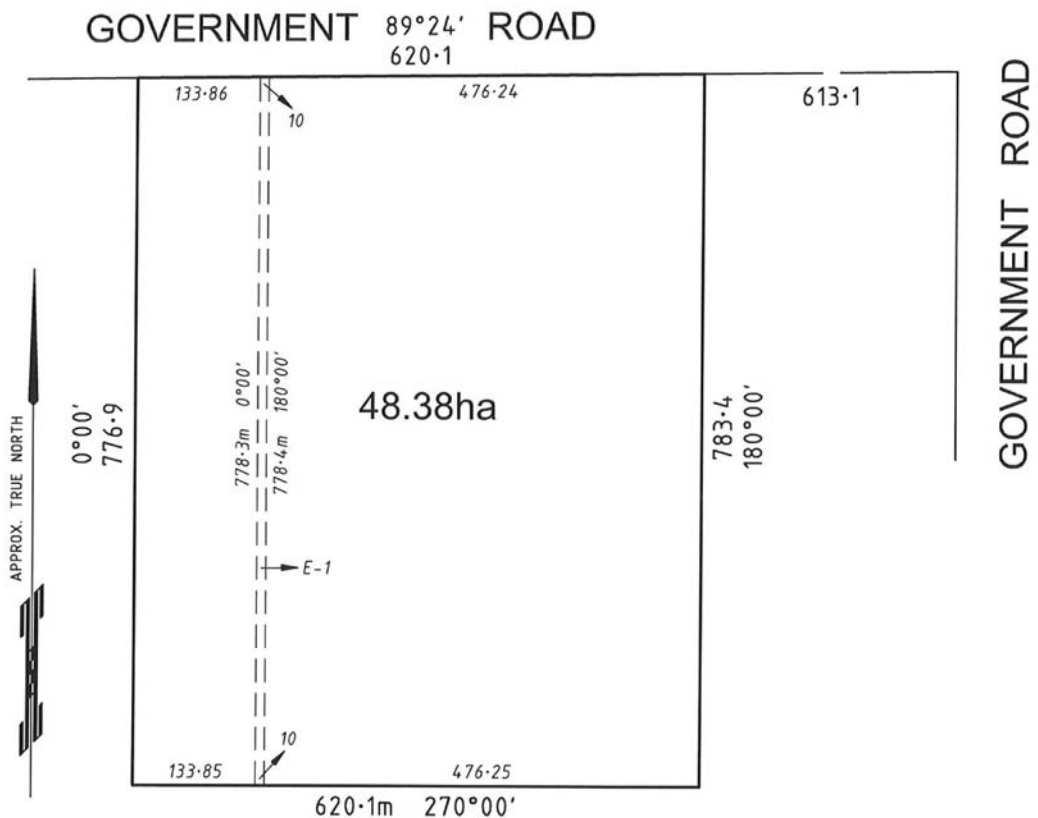 GOVERNMENT 89°24' ROAD
620·1
133·86
476·24
613·1
10
GOVERNMENT ROAD
APPROX. TRUE NORTH
0°00'
776·9
778·3m 0°00'
778·4m 180°00'
48.38ha
783·4
180°00'
E-1
10
133·85
476·25
620·1m 270°00'